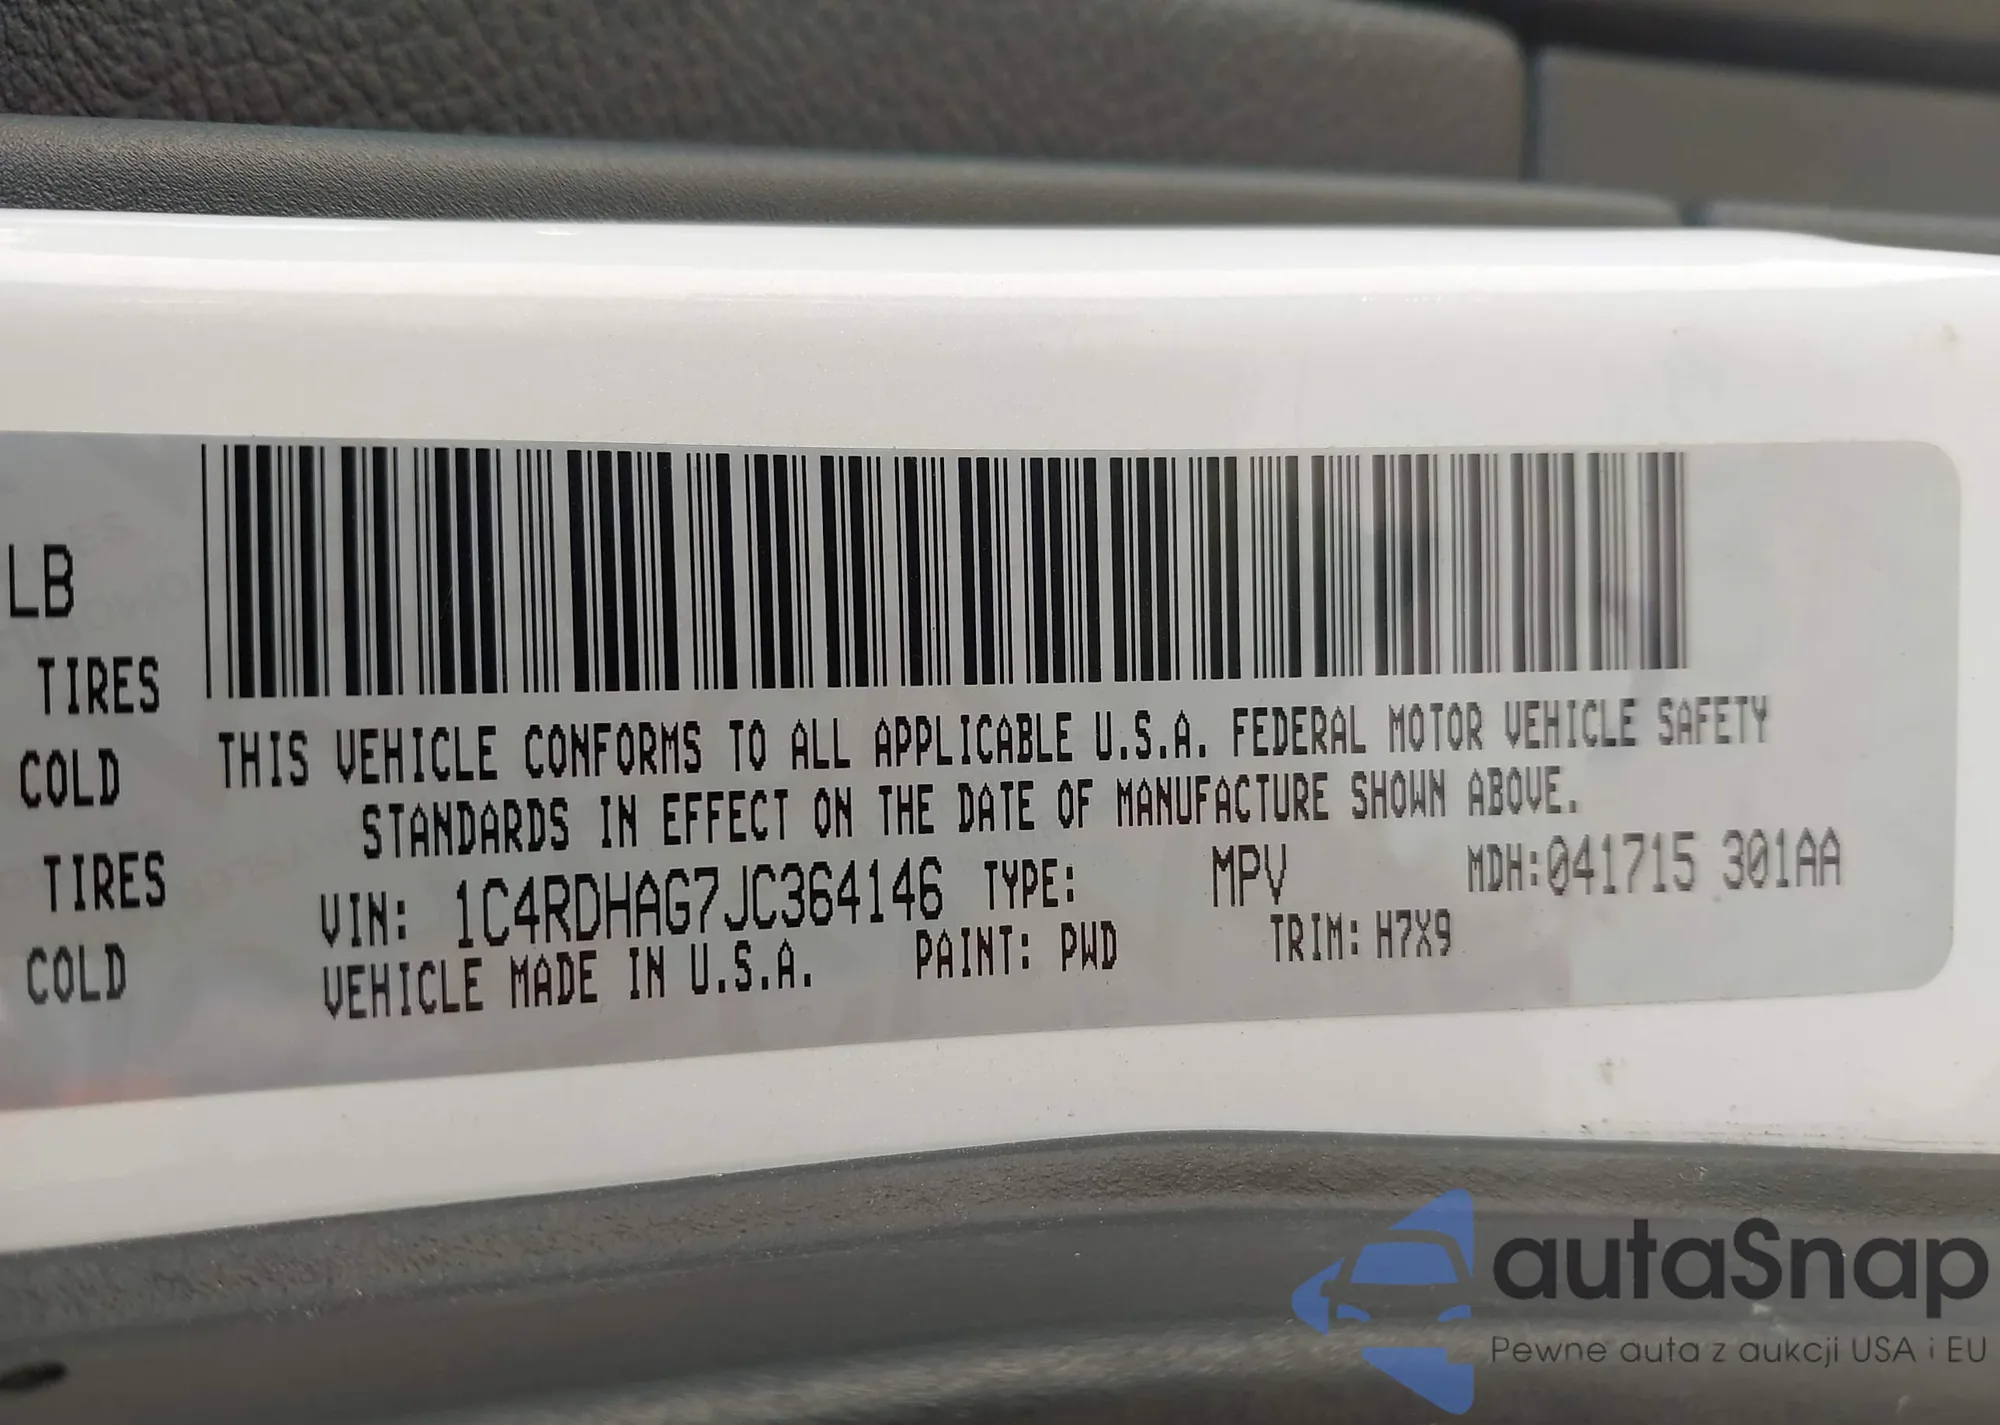 LB
TIRES
COLD
TIRES
COLD
THIS VEHICLE CONFORMS TO ALL APPLICABLE U.S.A. FEDERAL MOTOR VEHICLE SAFETY
STANDARDS IN EFFECT ON THE DATE OF MANUFACTURE SHOWN ABOVE.
VIN: 1C4RDHAG7JC364146 TYPE: MPV MDH:041715 301AA
VEHICLE MADE IN U.S.A. PAINT: PWD TRIM: H7X9
autaSnap
Pewne auta z aukcji USA i EU